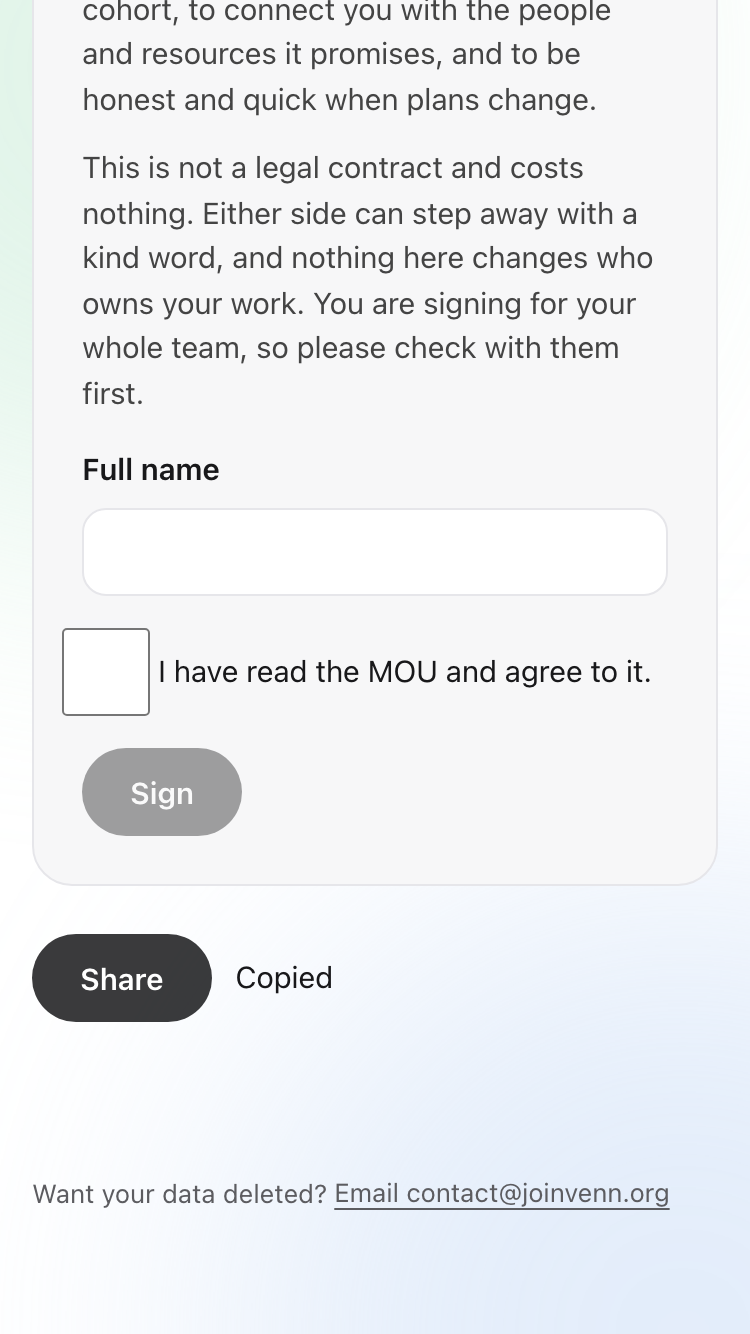 cohort, to connect you with the people
and resources it promises, and to be
honest and quick when plans change.
This is not a legal contract and costs
nothing. Either side can step away with a
kind word, and nothing here changes who
owns your work. You are signing for your
whole team, so please check with them
first.
Full name
I have read the MOU and agree to it.
Sign
Share
Copied
Want your data deleted? Email contact@joinvenn.org